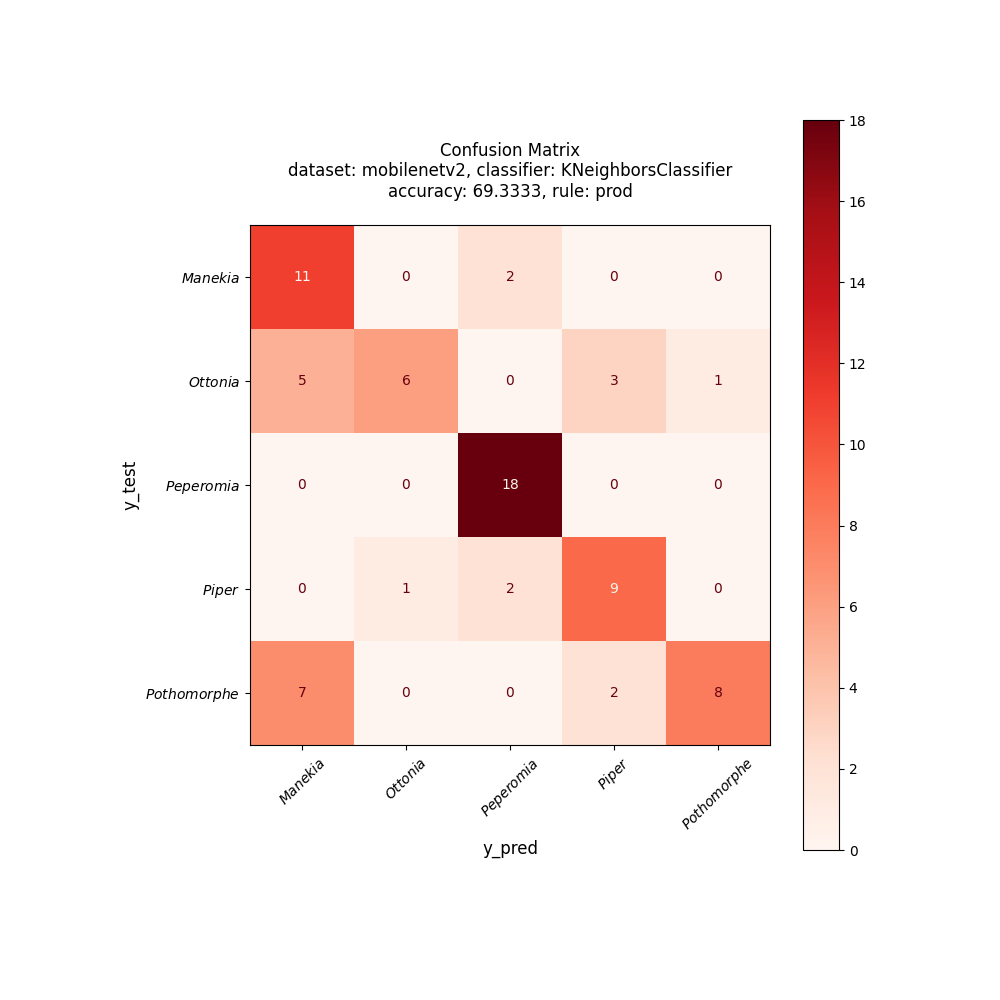 Confusion Matrix
dataset: mobilenetv2, classifier: KNeighborsClassifier
accuracy: 69.3333, rule: prod
y_test
Manekia 11 0 2 0 0
Ottonia 5 6 0 3 1
Peperomia 0 0 18 0 0
Piper 0 1 2 9 0
Pothomorphe 7 0 0 2 8
Manekia Ottonia Peperomia Piper Pothomorphe
y_pred
18
16
14
12
10
8
6
4
2
0